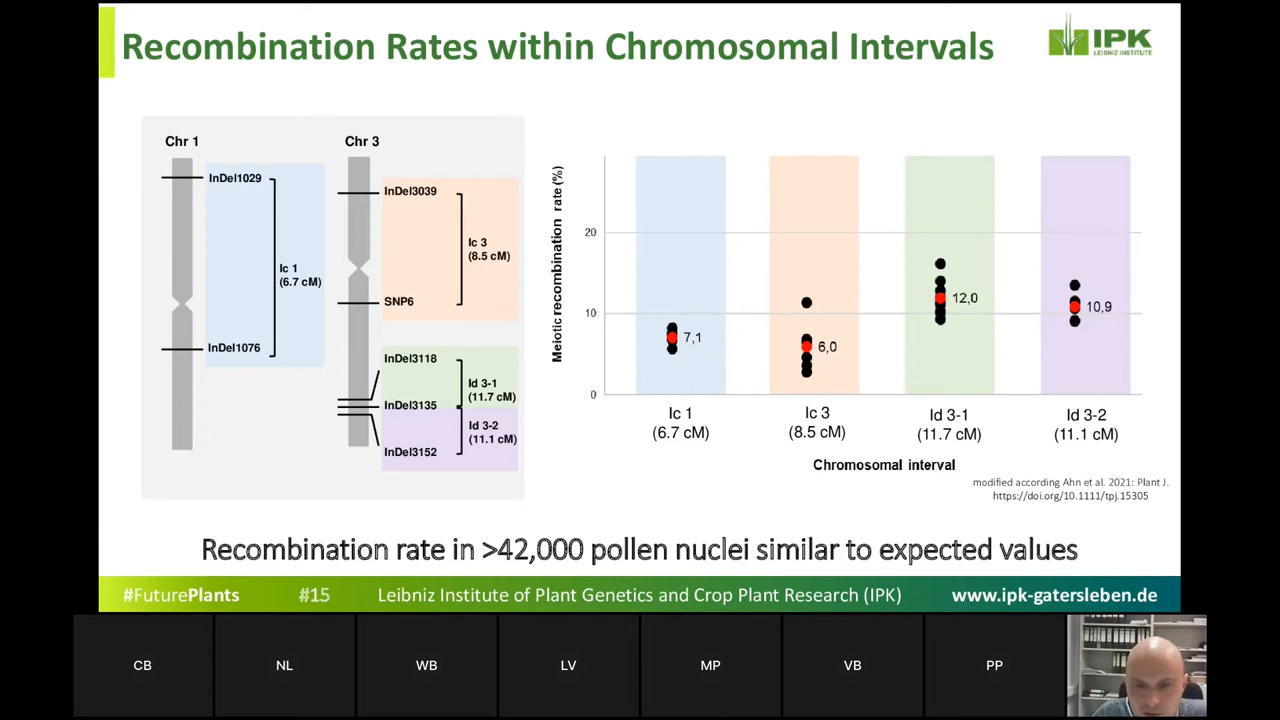 Recombination Rates within Chromosomal Intervals
IPK
LEIBNIZ INSTITUTE
Chr 1
InDel1029
Ic 1
(6.7 cM)
InDel1076
Chr 3
InDel3039
Ic 3
(8.5 cM)
SNP6
InDel3118
Id 3-1
(11.7 cM)
InDel3135
Id 3-2
(11.1 cM)
InDel3152
Meiotic recombination rate (%)
20
10
0
7,1
6,0
12,0
10,9
Ic 1
(6.7 cM)
Ic 3
(8.5 cM)
Id 3-1
(11.7 cM)
Id 3-2
(11.1 cM)
Chromosomal interval
modified according Ahn et al. 2021: Plant J.
https://doi.org/10.1111/tpj.15305
Recombination rate in >42,000 pollen nuclei similar to expected values
#FuturePlants #15 Leibniz Institute of Plant Genetics and Crop Plant Research (IPK) www.ipk-gatersleben.de
CB NL WB LV MP VB PP